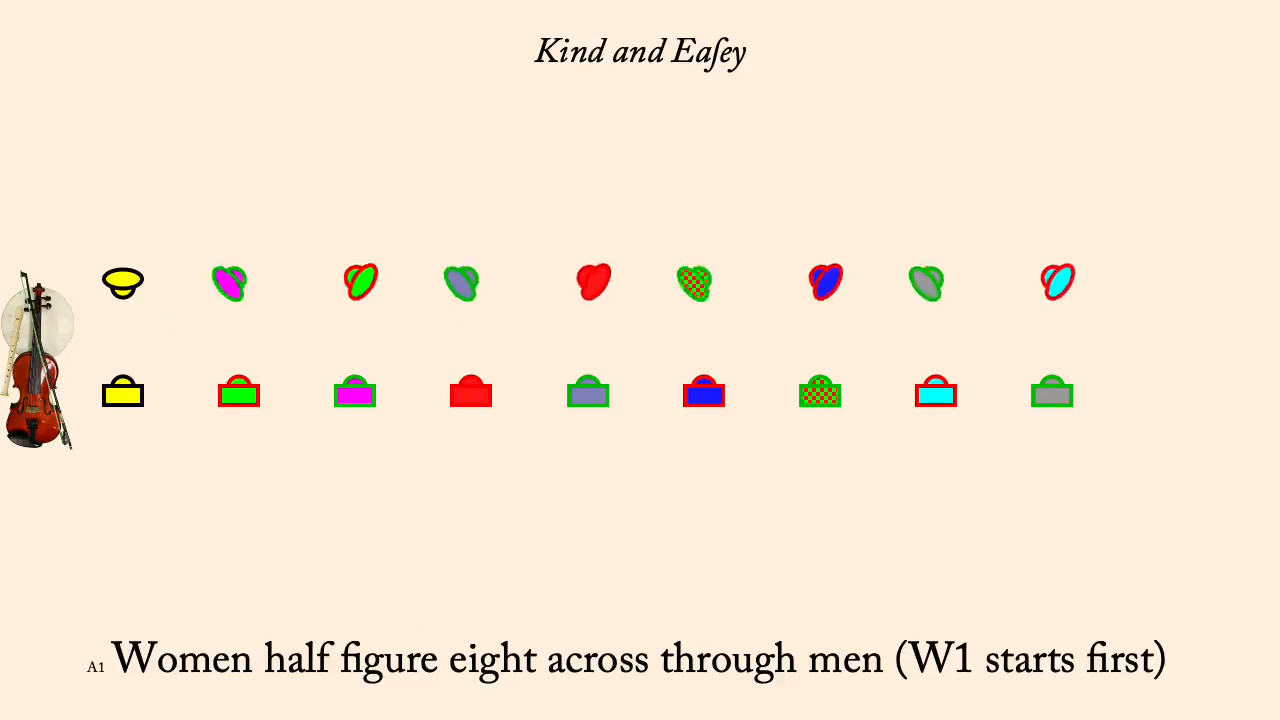 Kind and Eaſey
A1 Women half figure eight across through men (W1 starts first)